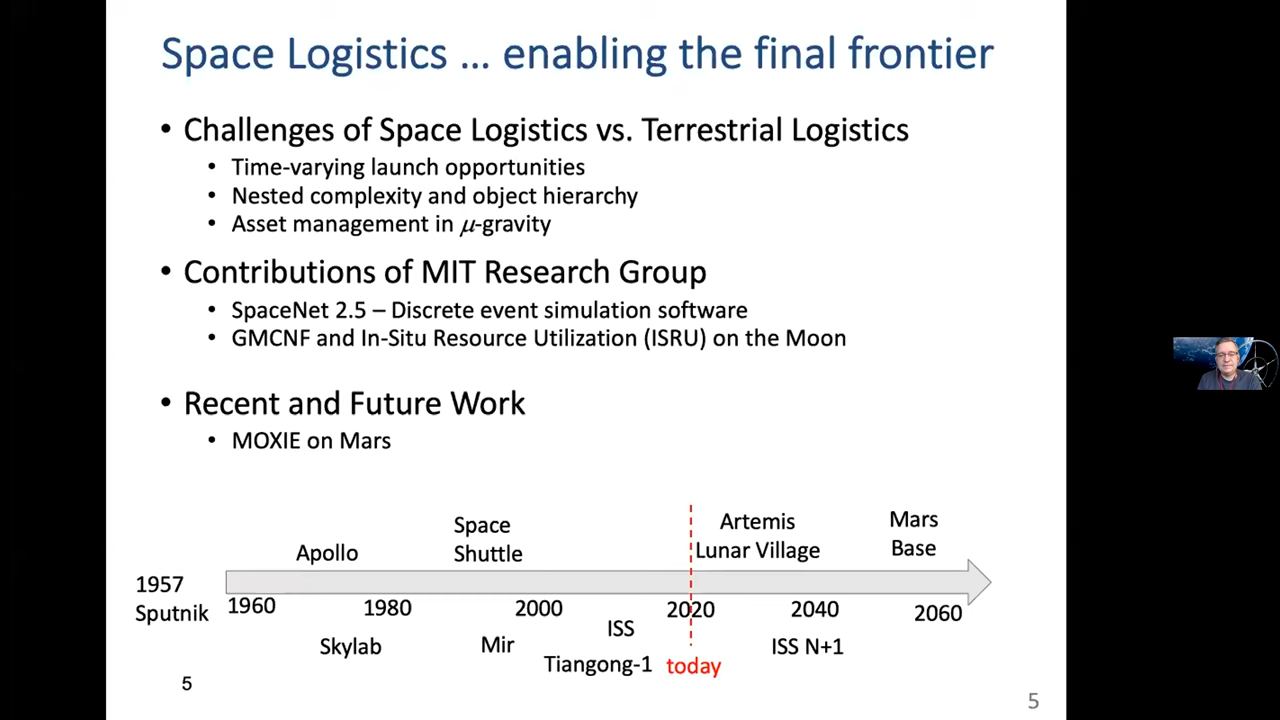 Space Logistics ... enabling the final frontier
• Challenges of Space Logistics vs. Terrestrial Logistics
• Time-varying launch opportunities
• Nested complexity and object hierarchy
• Asset management in μ-gravity
• Contributions of MIT Research Group
• SpaceNet 2.5 – Discrete event simulation software
• GMCNF and In-Situ Resource Utilization (ISRU) on the Moon
• Recent and Future Work
• MOXIE on Mars
Apollo
Space
Shuttle
Artemis
Lunar Village
Mars
Base
1957
Sputnik
1960
1980
2000
2020
2040
2060
Skylab
Mir
ISS
Tiangong-1
today
ISS N+1
5
5